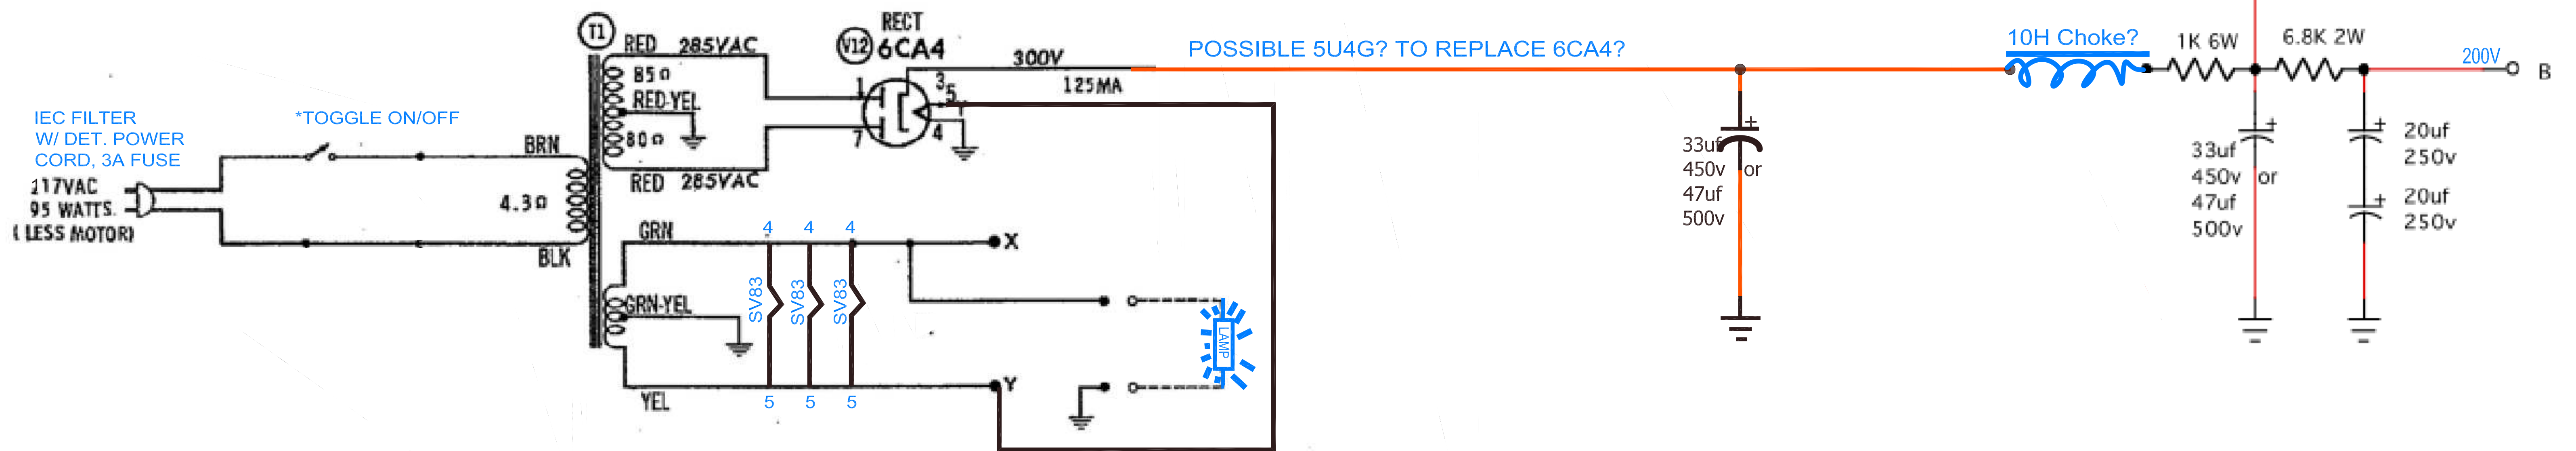 IEC FILTER
W/ DET. POWER
CORD, 3A FUSE
117VAC
95 WATTS.
( LESS MOTOR)
*TOGGLE ON/OFF
BRN
4.3Ω
BLK
T1
RED 285VAC
85Ω
RED-YEL
80Ω
RED 285VAC
GRN
GRN-YEL
YEL
4 4 4
SV83 SV83 SV83
5 5 5
X
Y
RECT
V12 6CA4
1
7
3
5
4
300V
125MA
LAMP
POSSIBLE 5U4G? TO REPLACE 6CA4?
33uf
450v or
47uf
500v
10H Choke?
1K 6W
6.8K 2W
200V
B
+
33uf
450v or
47uf
500v
+
20uf
250v
+
20uf
250v
+